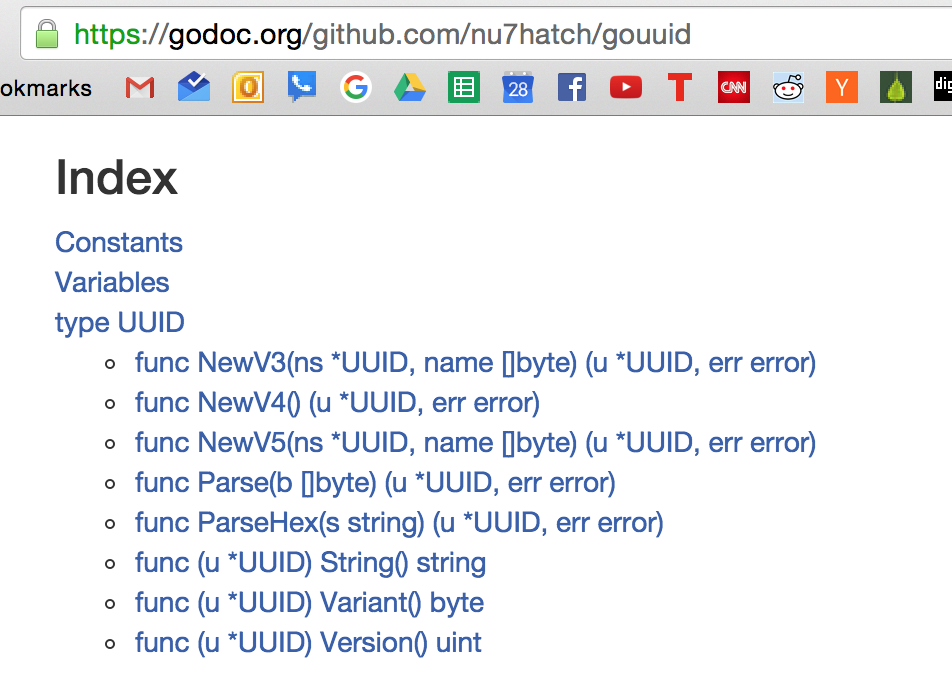 https://godoc.org/github.com/nu7hatch/gouuid
okmarks
28
T
CNN
Y
dig
Index
Constants
Variables
type UUID
func NewV3(ns *UUID, name []byte) (u *UUID, err error)
func NewV4() (u *UUID, err error)
func NewV5(ns *UUID, name []byte) (u *UUID, err error)
func Parse(b []byte) (u *UUID, err error)
func ParseHex(s string) (u *UUID, err error)
func (u *UUID) String() string
func (u *UUID) Variant() byte
func (u *UUID) Version() uint